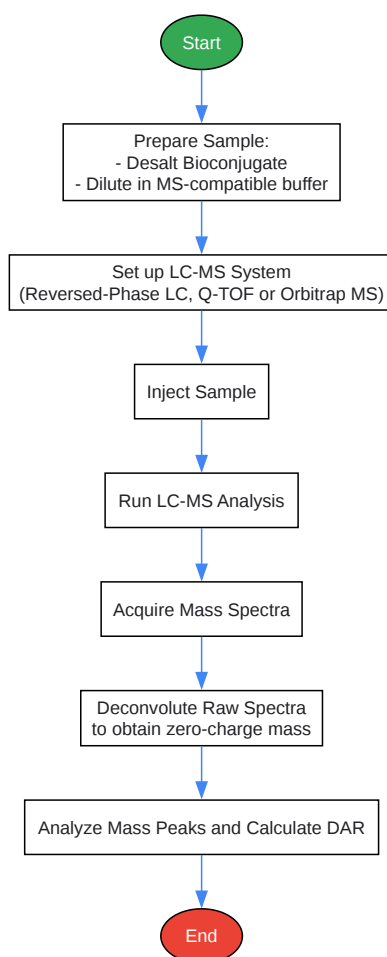 Start
Prepare Sample:
- Desalt Bioconjugate
- Dilute in MS-compatible buffer
Set up LC-MS System
(Reversed-Phase LC, Q-TOF or Orbitrap MS)
Inject Sample
Run LC-MS Analysis
Acquire Mass Spectra
Deconvolute Raw Spectra
to obtain zero-charge mass
Analyze Mass Peaks and Calculate DAR
End